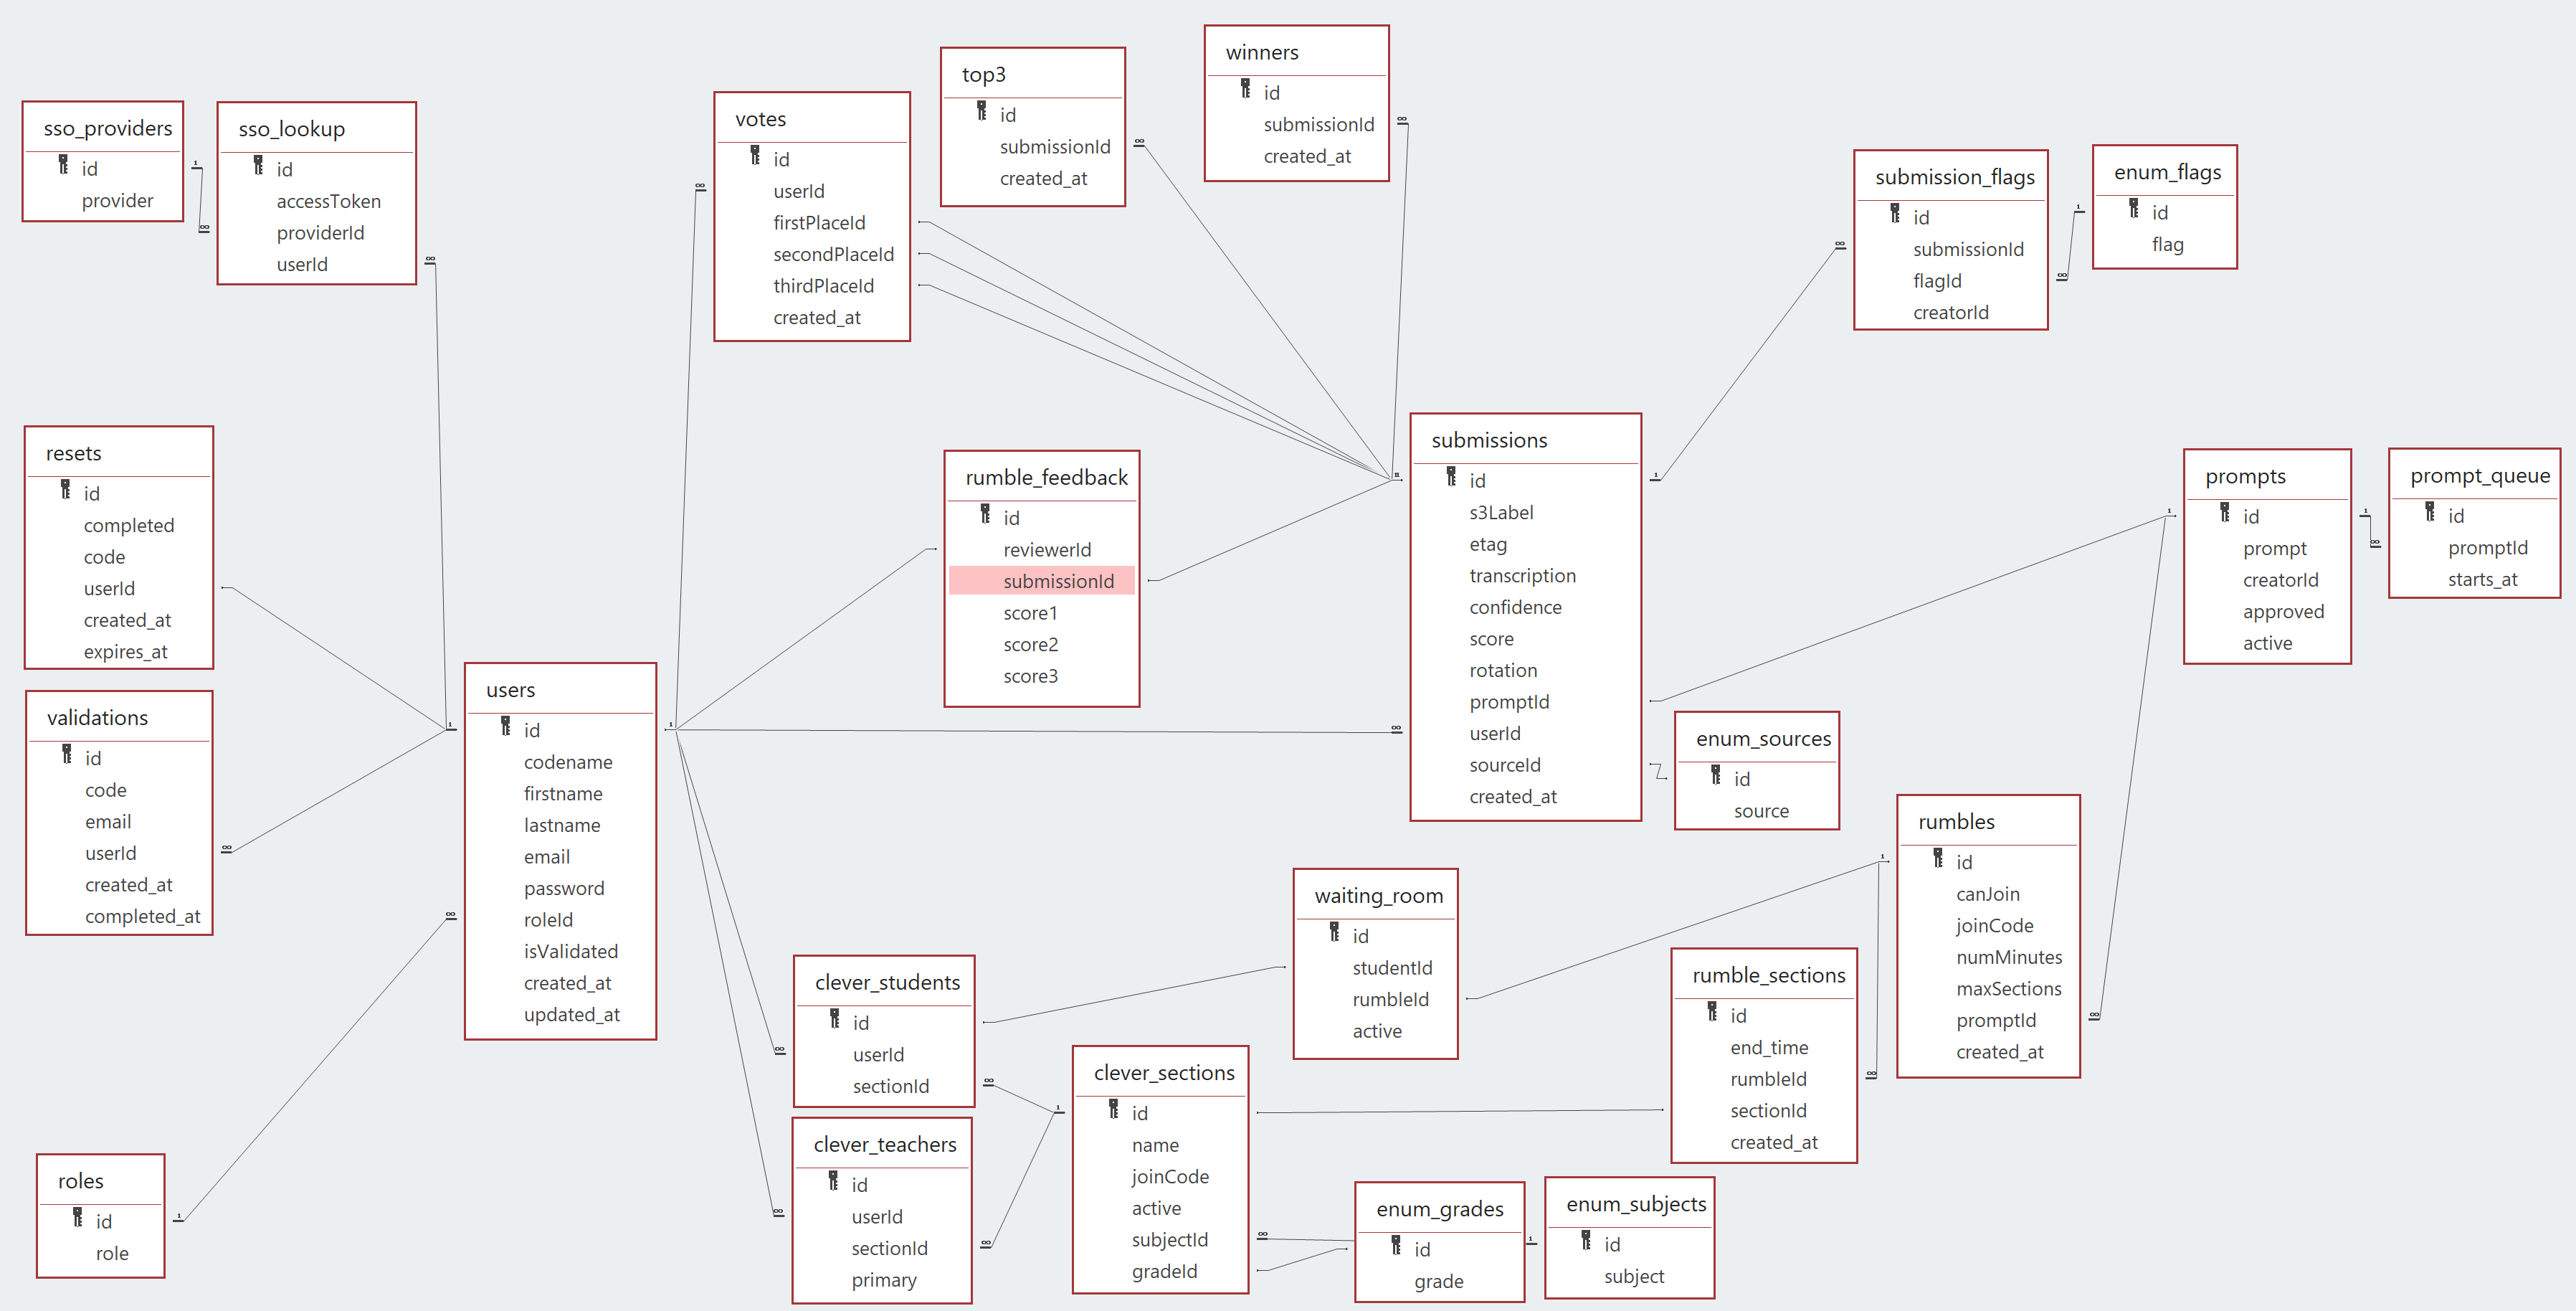 sso_providers
id
provider
sso_lookup
id
accessToken
providerId
userId
votes
id
userId
firstPlaceId
secondPlaceId
thirdPlaceId
created_at
top3
id
submissionId
created_at
winners
id
submissionId
created_at
submission_flags
id
submissionId
flagId
creatorId
enum_flags
id
flag
resets
id
completed
code
userId
created_at
expires_at
validations
id
code
email
userId
created_at
completed_at
users
id
codename
firstname
lastname
email
password
roleId
isValidated
created_at
updated_at
rumble_feedback
id
reviewerId
submissionId
score1
score2
score3
submissions
id
s3Label
etag
transcription
confidence
score
rotation
promptId
userId
sourceId
created_at
prompts
id
prompt
creatorId
approved
active
prompt_queue
id
promptId
starts_at
enum_sources
id
source
rumbles
id
canJoin
joinCode
numMinutes
maxSections
promptId
created_at
waiting_room
id
studentId
rumbleId
active
rumble_sections
id
end_time
rumbleId
sectionId
created_at
clever_students
id
userId
sectionId
clever_teachers
id
userId
sectionId
primary
clever_sections
id
name
joinCode
active
subjectId
gradeId
enum_grades
id
grade
enum_subjects
id
subject
roles
id
role